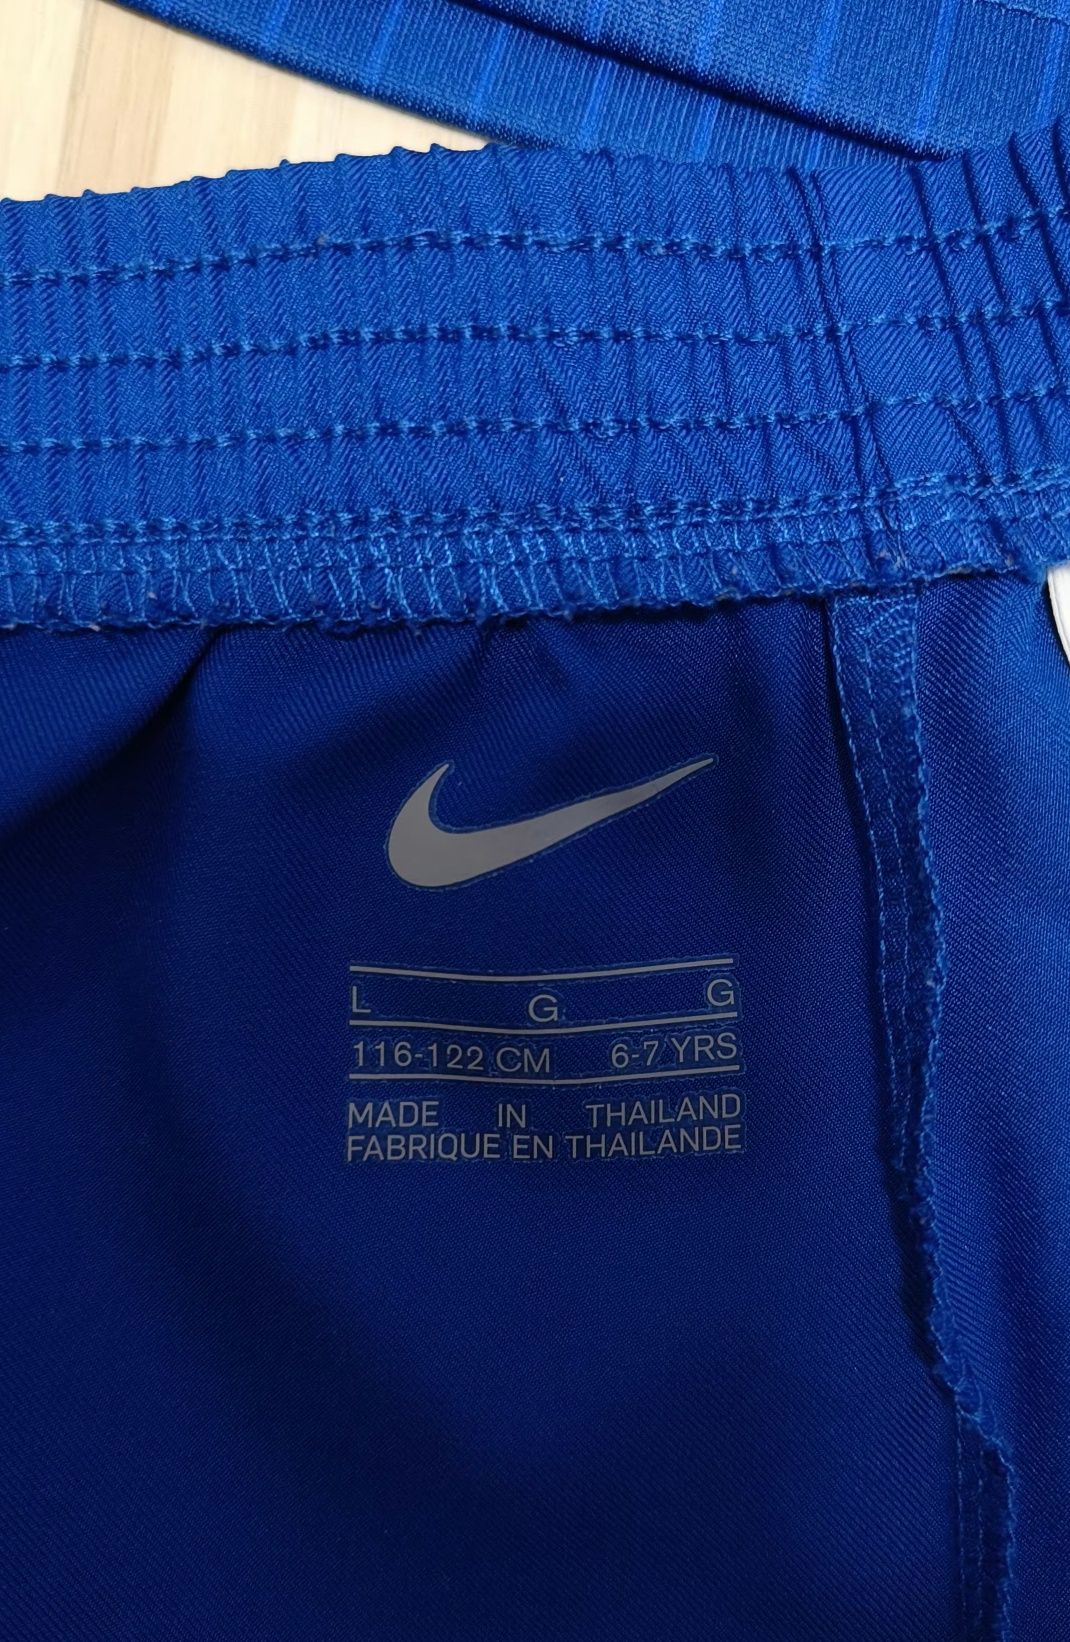 L G G
116-122 CM 6-7 YRS
MADE IN THAILAND
FABRIQUE EN THAILANDE